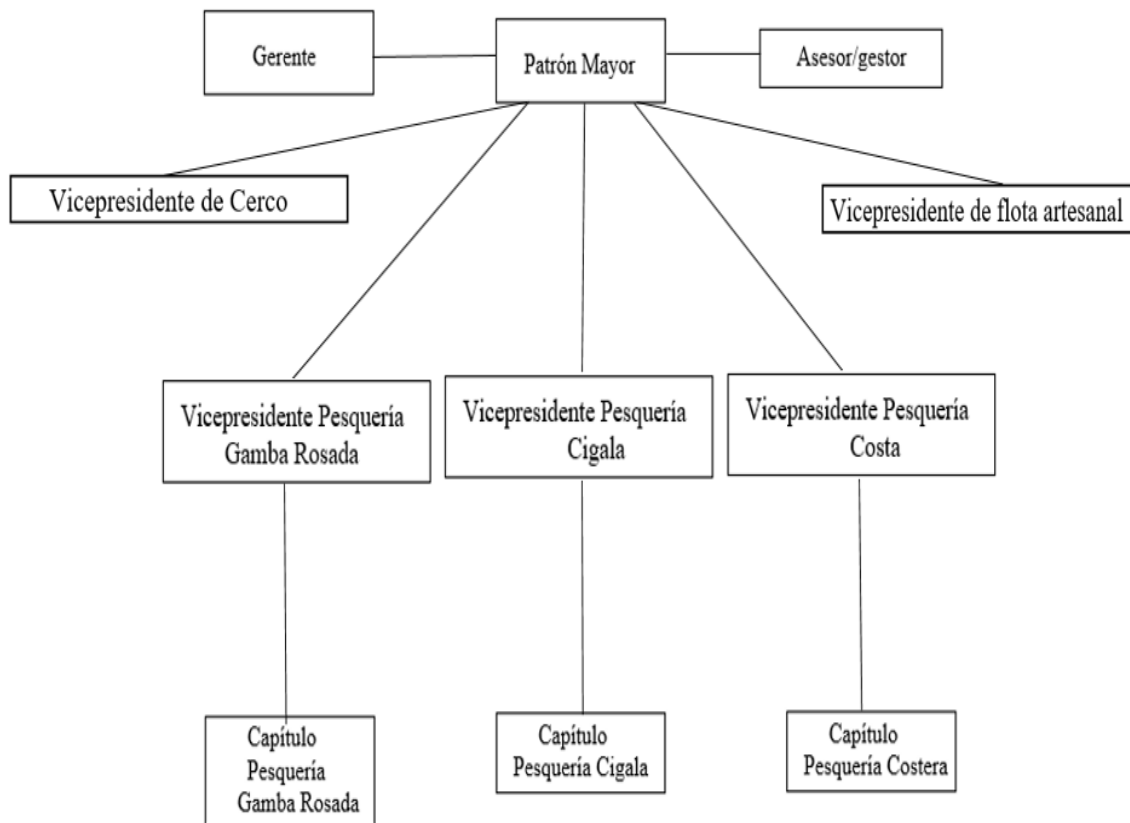 Gerente
Patrón Mayor
Asesor/gestor
Vicepresidente de Cerco
Vicepresidente de flota artesanal
Vicepresidente Pesquería
Gamba Rosada
Vicepresidente Pesquería
Cigala
Vicepresidente Pesquería
Costa
Capítulo
Pesquería
Gamba Rosada
Capítulo
Pesquería Cigala
Capítulo
Pesquería Costera